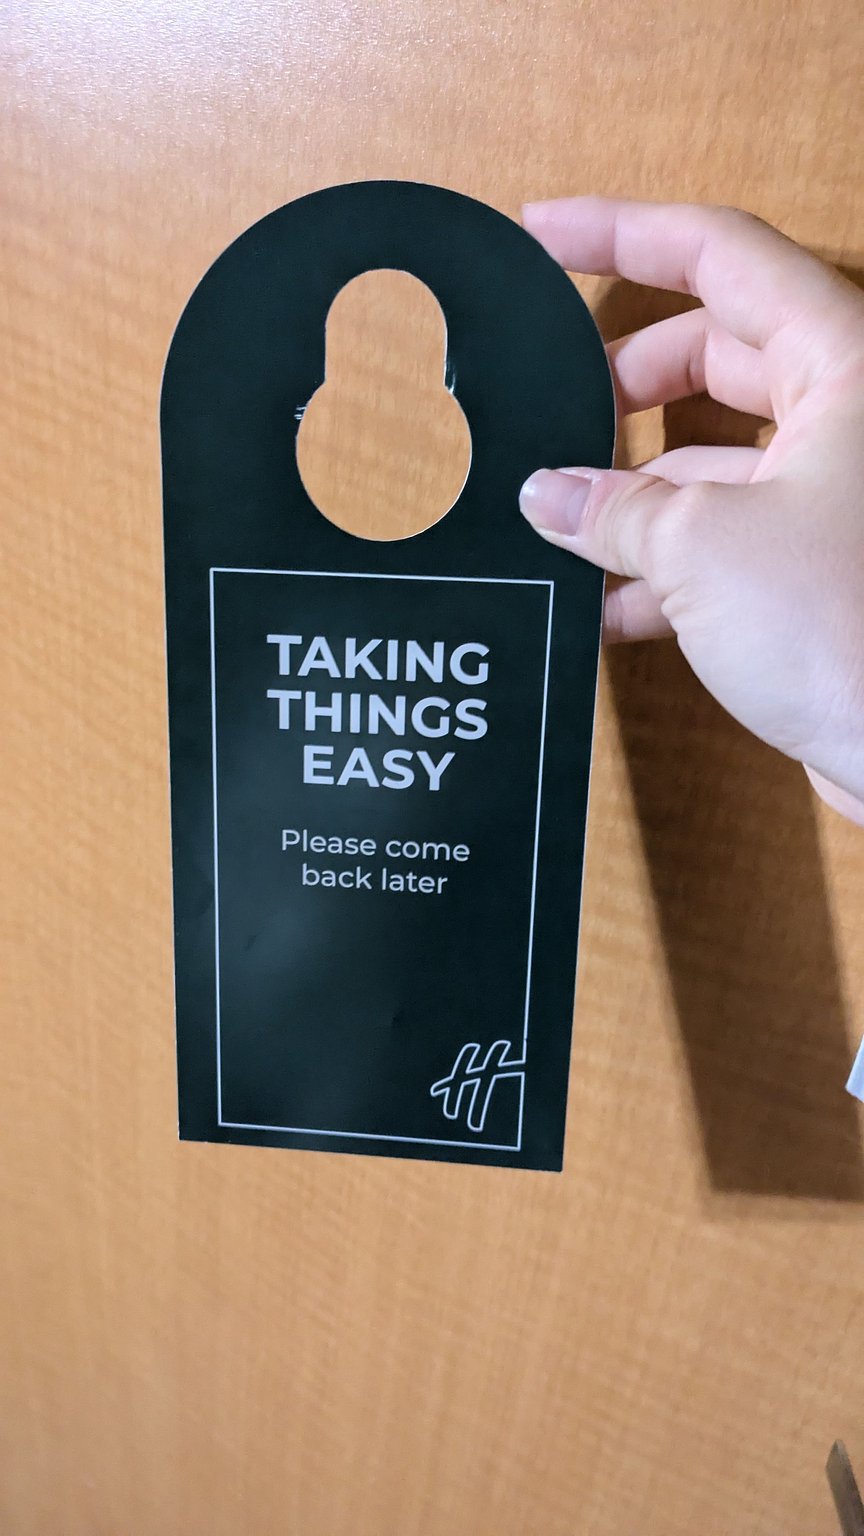 TAKING
THINGS
EASY
Please come
back later
H